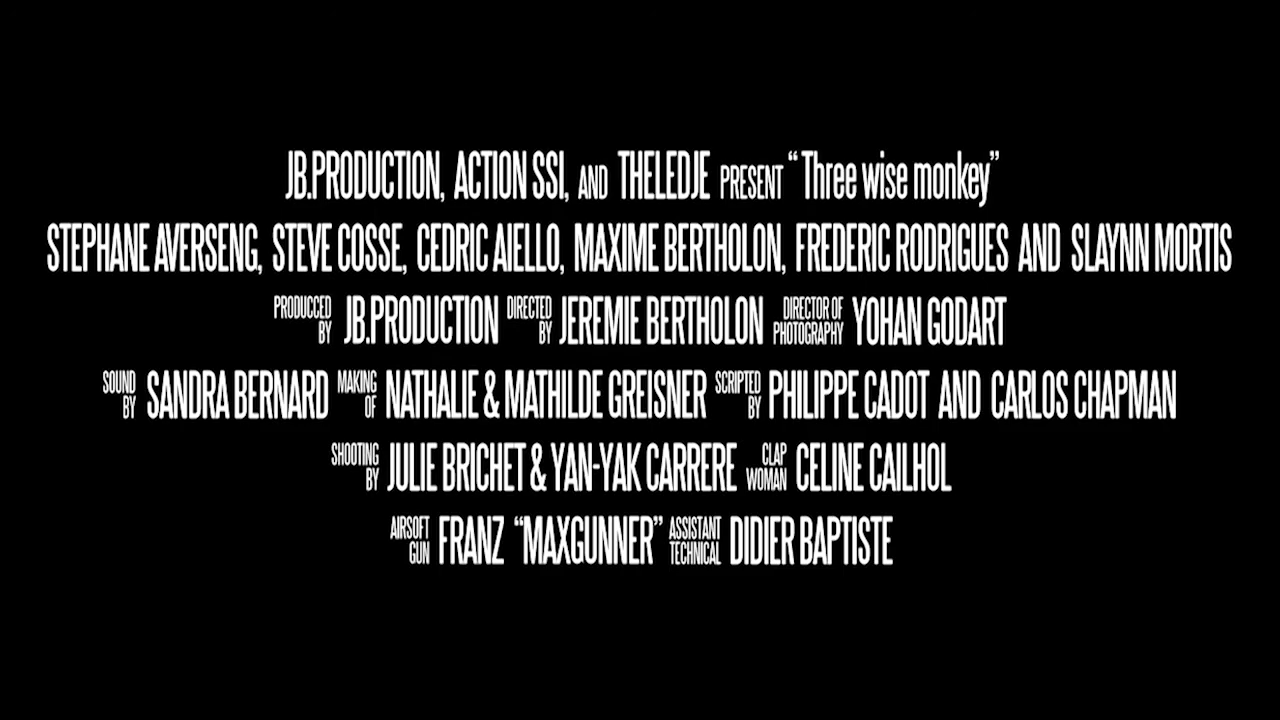 JB.PRODUCTION, ACTION SSI, AND THELEDJE PRESENT “ Three wise monkey”
STEPHANE AVERSENG, STEVE COSSE, CEDRIC AIELLO, MAXIME BERTHOLON, FREDERIC RODRIGUES AND SLAYNN MORTIS
PRODUCCED BY JB.PRODUCTION DIRECTED BY JEREMIE BERTHOLON DIRECTOR OF PHOTOGRAPHY YOHAN GODART
SOUND BY SANDRA BERNARD MAKING OF NATHALIE & MATHILDE GREISNER SCRIPTED BY PHILIPPE CADOT AND CARLOS CHAPMAN
SHOOTING BY JULIE BRICHET & YAN-YAK CARRERE CLAP WOMAN CELINE CAILHOL
AIRSOFT GUN FRANZ “MAXGUNNER” ASSISTANT TECHNICAL DIDIER BAPTISTE